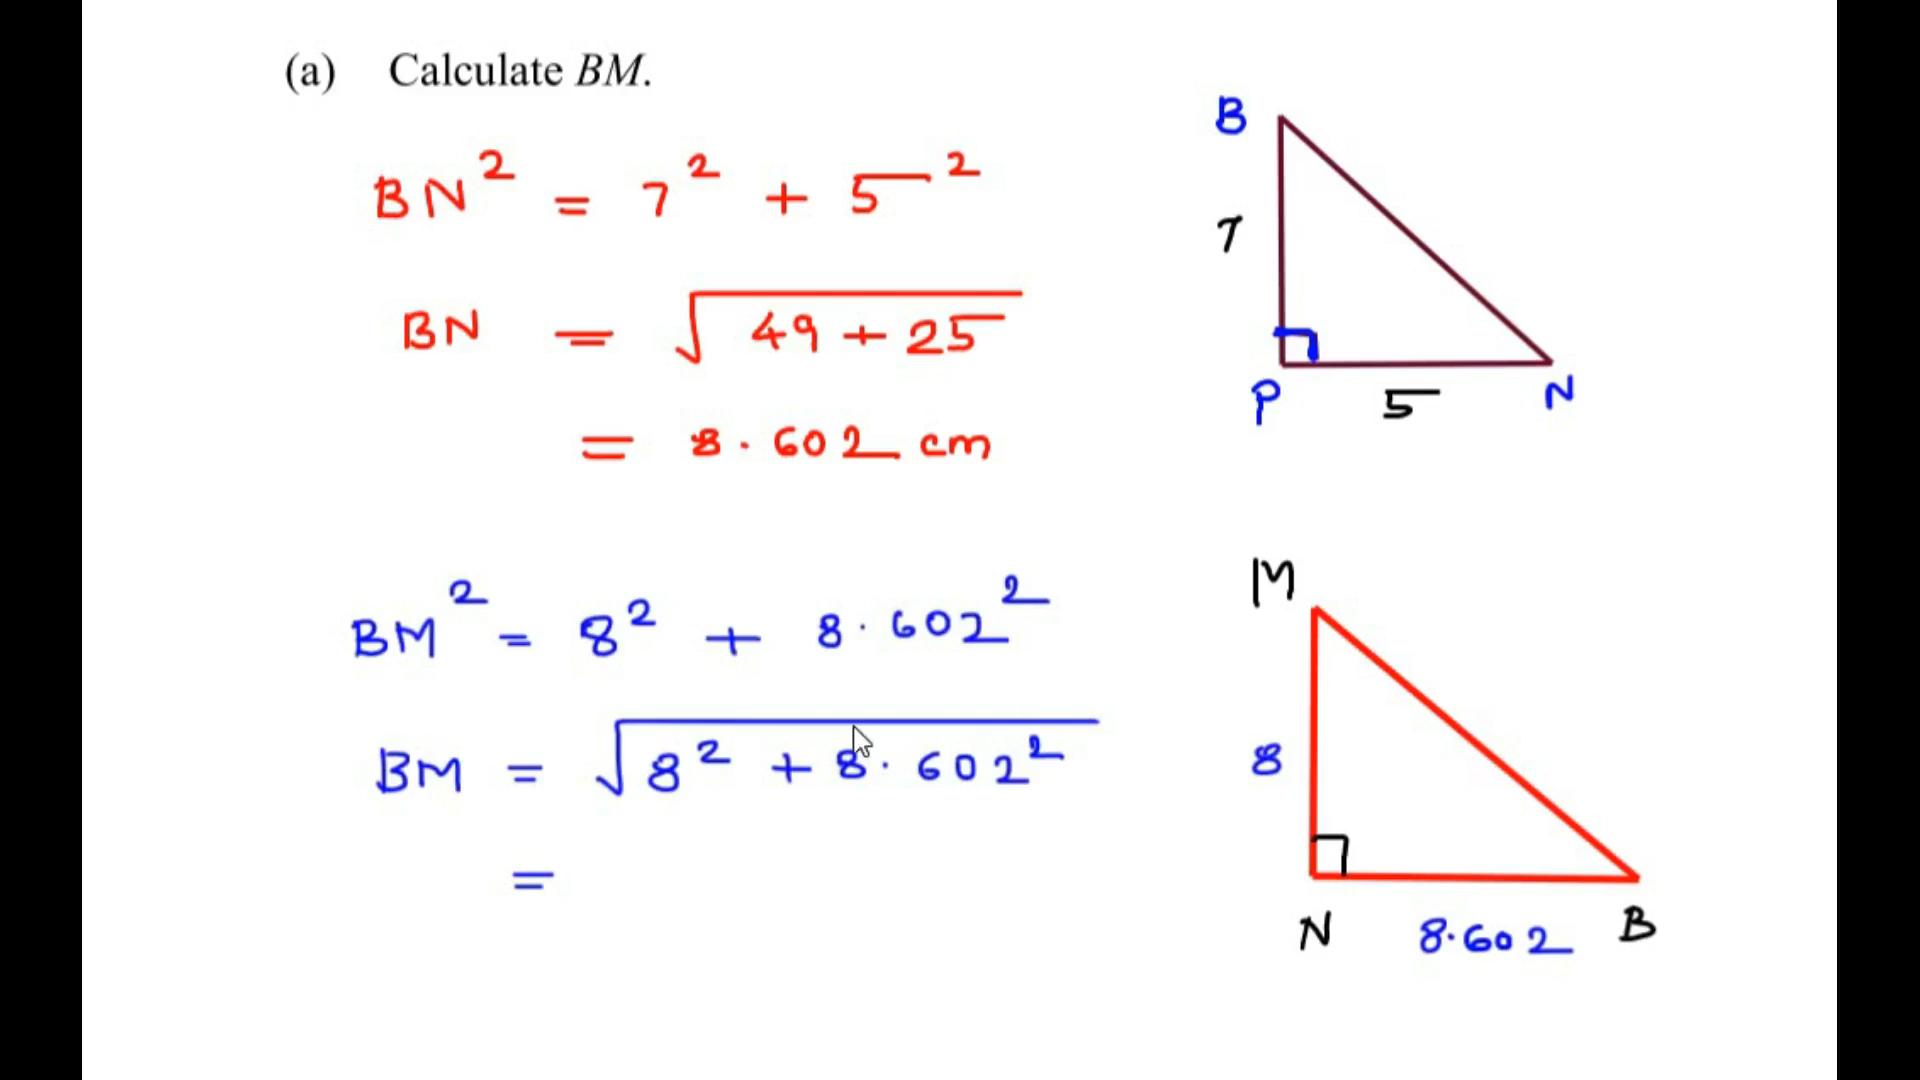 (a) Calculate BM.
BN² = 7² + 5²
BN = √49 + 25
= 8.602 cm
B
7
P 5 N
BM² = 8² + 8.602²
BM = √8² + 8.602²
=
M
8
N 8.602 B